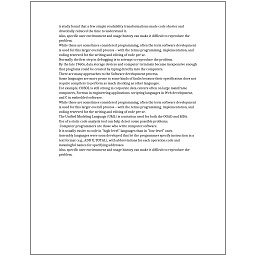 A study found that a few simple readability transformations made code shorter and
drastically reduced the time to understand it.
Also, specific user environment and usage history can make it difficult to reproduce the
problem.
While these are sometimes considered programming, often the term software development
is used for this larger overall process – with the terms programming, implementation, and
coding reserved for the writing and editing of code per se.
Normally the first step in debugging is to attempt to reproduce the problem.
By the late 1960s, data storage devices and computer terminals became inexpensive enough
that programs could be created by typing directly into the computers.
There are many approaches to the Software development process.
Some languages are more prone to some kinds of faults because their specification does not
require compilers to perform as much checking as other languages.
For example, COBOL is still strong in corporate data centers often on large mainframe
computers, Fortran in engineering applications, scripting languages in Web development,
and C in embedded software.
While these are sometimes considered programming, often the term software development
is used for this larger overall process – with the terms programming, implementation, and
coding reserved for the writing and editing of code per se.
The Unified Modeling Language (UML) is a notation used for both the OOAD and MDA.
Use of a static code analysis tool can help detect some possible problems.
Computer programmers are those who write computer software.
It is usually easier to code in "high-level" languages than in "low-level" ones.
Assembly languages were soon developed that let the programmer specify instruction in a
text format (e.g., ADD X, TOTAL), with abbreviations for each operation code and
meaningful names for specifying addresses.
Also, specific user environment and usage history can make it difficult to reproduce the
problem.